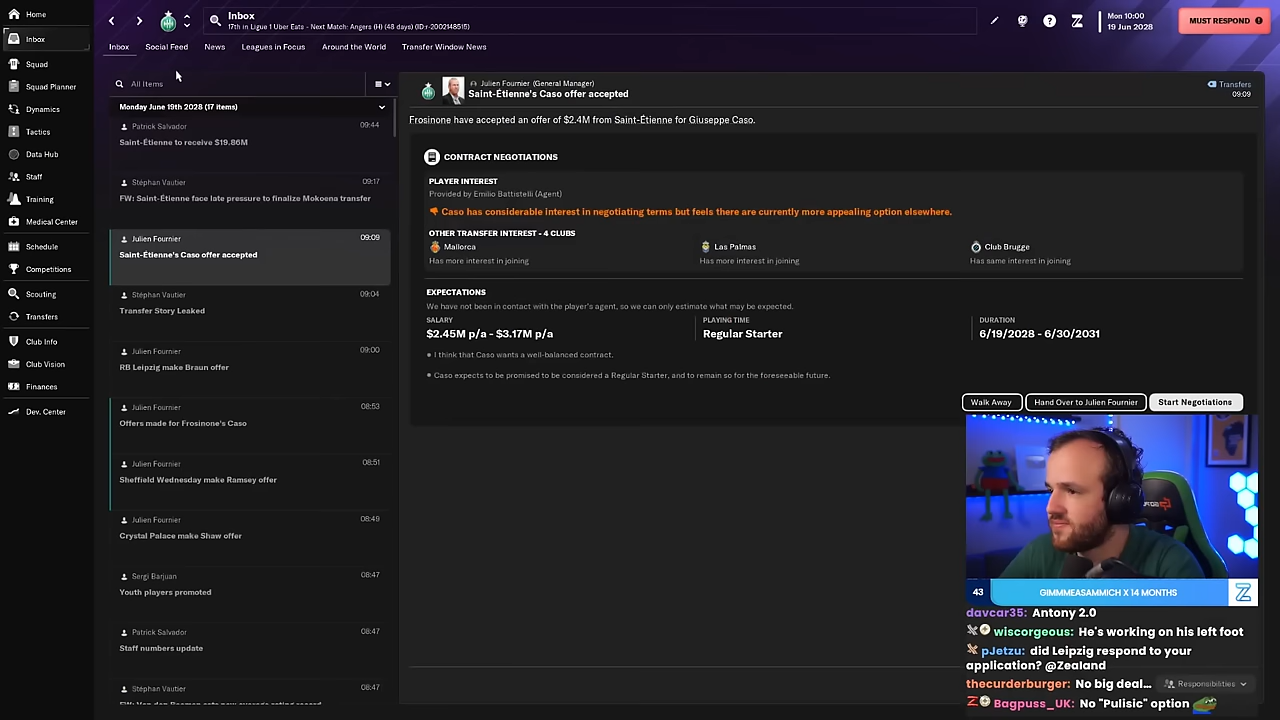 Home
Inbox
Squad
Squad Planner
Dynamics
Tactics
Data Hub
Staff
Training
Medical Center
Schedule
Competitions
Scouting
Transfers
Club Info
Club Vision
Finances
Dev. Center
Inbox
17th in Ligue 1 Uber Eats - Next Match: Angers (H) (48 days) (ID:r-2002148515)
Mon 10:00
19 Jun 2028
MUST RESPOND
Inbox Social Feed News Leagues in Focus Around the World Transfer Window News
All Items
Monday June 19th 2028 (17 items)
Patrick Salvador 09:44
Saint-Étienne to receive $19.86M
Stéphan Vautier 09:17
FW: Saint-Étienne face late pressure to finalize Mokoena transfer
Julien Fournier 09:09
Saint-Étienne's Caso offer accepted
Stéphan Vautier 09:04
Transfer Story Leaked
Julien Fournier 09:00
RB Leipzig make Braun offer
Julien Fournier 08:53
Offers made for Frosinone's Caso
Julien Fournier 08:51
Sheffield Wednesday make Ramsey offer
Julien Fournier 08:49
Crystal Palace make Shaw offer
Sergi Barjuan 08:47
Youth players promoted
Patrick Salvador 08:47
Staff numbers update
Stéphan Vautier 08:47
Julien Fournier (General Manager)
Saint-Étienne's Caso offer accepted
Transfers
09:09
Frosinone have accepted an offer of $2.4M from Saint-Étienne for Giuseppe Caso.
CONTRACT NEGOTIATIONS
PLAYER INTEREST
Provided by Emilio Battistelli (Agent)
Caso has considerable interest in negotiating terms but feels there are currently more appealing option elsewhere.
OTHER TRANSFER INTEREST - 4 CLUBS
Mallorca Las Palmas Club Brugge
Has more interest in joining Has more interest in joining Has same interest in joining
EXPECTATIONS
We have not been in contact with the player's agent, so we can only estimate what may be expected.
SALARY PLAYING TIME DURATION
$2.45M p/a - $3.17M p/a Regular Starter 6/19/2028 - 6/30/2031
I think that Caso wants a well-balanced contract.
Caso expects to be promised to be considered a Regular Starter, and to remain so for the foreseeable future.
Walk Away Hand Over to Julien Fournier Start Negotiations
43 GIMMMEASAMMICH X 14 MONTHS
davcar35: Antony 2.0
wiscorgeous: He's working on his left foot
pJetzu: did Leipzig respond to your
application? @Zealand
thecurderburger: No big deal...
Responsibilities
Bagpuss_UK: No "Pulisic" option